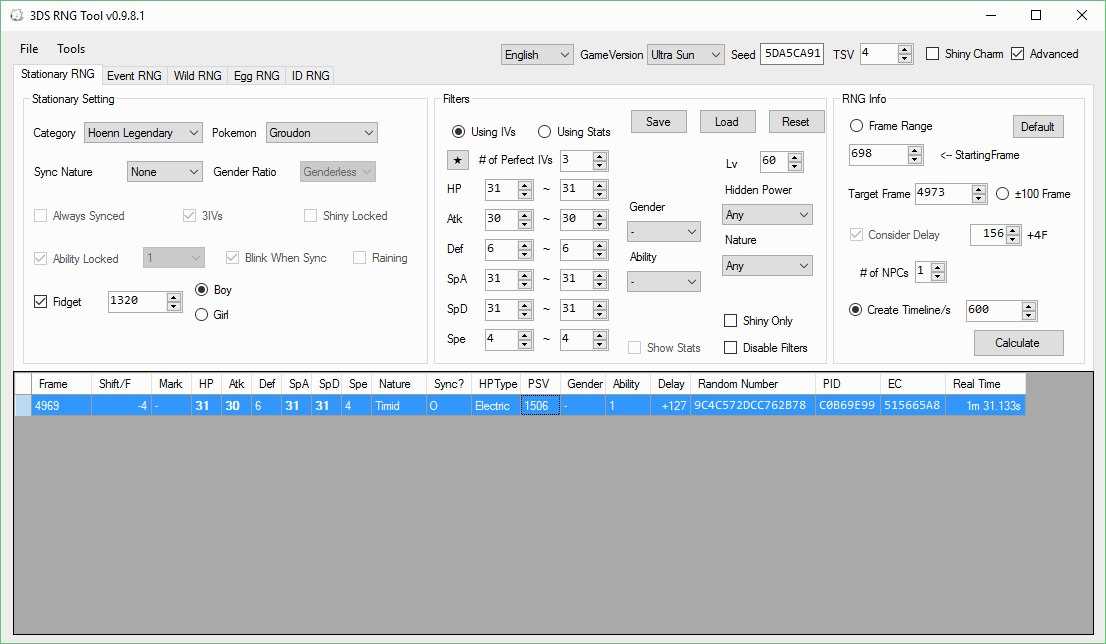 3DS RNG Tool v0.9.8.1
File Tools
English GameVersion Ultra Sun Seed 5DA5CA91 TSV 4 Shiny Charm Advanced
Stationary RNG Event RNG Wild RNG Egg RNG ID RNG
Stationary Setting
Category Hoenn Legendary Pokemon Groudon
Sync Nature None Gender Ratio Genderless
Always Synced 3IVs Shiny Locked
Ability Locked 1 Blink When Sync Raining
Fidget 1320 Boy
Girl
Filters
Using IVs Using Stats Save Load Reset
★ # of Perfect IVs 3 Lv 60
HP 31 ~ 31
Atk 30 ~ 30
Def 6 ~ 6
SpA 31 ~ 31
SpD 31 ~ 31
Spe 4 ~ 4
Gender
-
Ability
-
Hidden Power
Any
Nature
Any
Shiny Only
Show Stats Disable Filters
RNG Info
Frame Range Default
698 <-- StartingFrame
Target Frame 4973 ±100 Frame
Consider Delay 156 +4F
# of NPCs 1
Create Timeline/s 600
Calculate
Frame Shift/F Mark HP Atk Def SpA SpD Spe Nature Sync? HPType PSV Gender Ability Delay Random Number PID EC Real Time
4969 -4 - 31 30 6 31 31 4 Timid O Electric 1506 - 1 +127 9C4C572DCC762B78 C0B69E99 515665A8 1m 31.133s